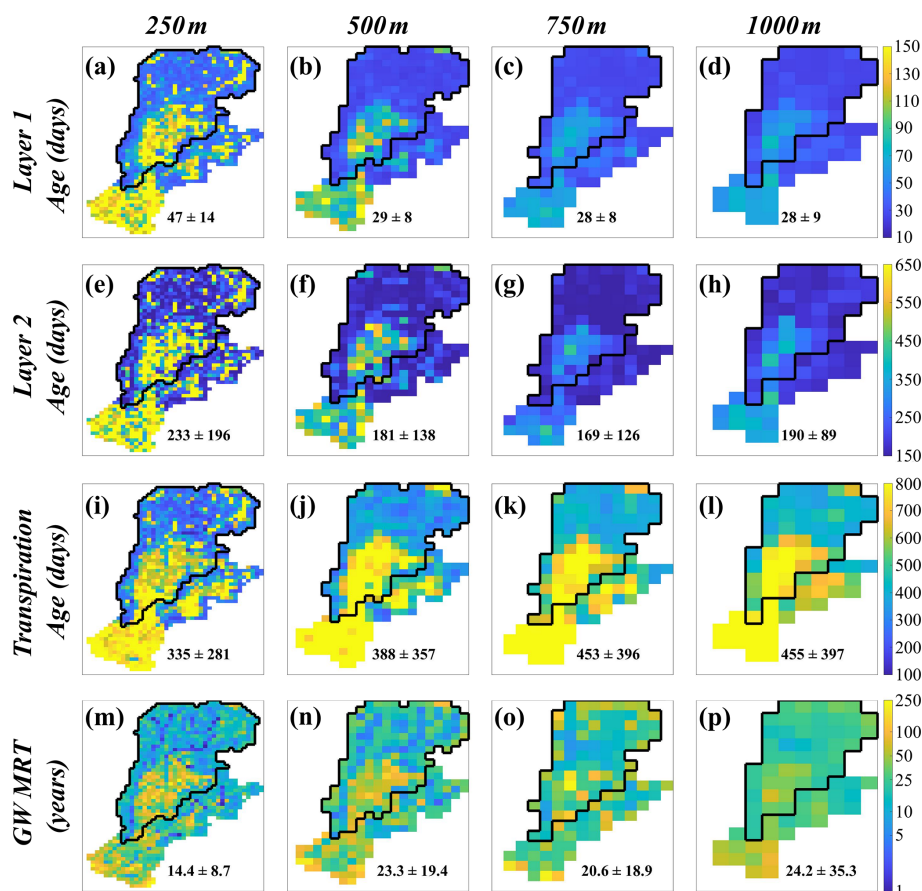 250 m 500 m 750 m 1000 m
Layer 1
Age (days)
(a) (b) (c) (d)
47 ± 14 29 ± 8 28 ± 8 28 ± 9
150
130
110
90
70
50
30
10
Layer 2
Age (days)
(e) (f) (g) (h)
233 ± 196 181 ± 138 169 ± 126 190 ± 89
650
550
450
350
250
150
Transpiration
Age (days)
(i) (j) (k) (l)
335 ± 281 388 ± 357 453 ± 396 455 ± 397
800
700
600
500
400
300
200
100
GW MRT
(years)
(m) (n) (o) (p)
14.4 ± 8.7 23.3 ± 19.4 20.6 ± 18.9 24.2 ± 35.3
250
100
50
25
10
5
1